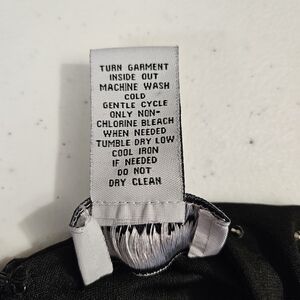 TURN GARMENT
INSIDE OUT
MACHINE WASH
COLD
GENTLE CYCLE
ONLY NON-
CHLORINE BLEACH
WHEN NEEDED
TUMBLE DRY LOW
COOL IRON
IF NEEDED
DO NOT
DRY CLEAN